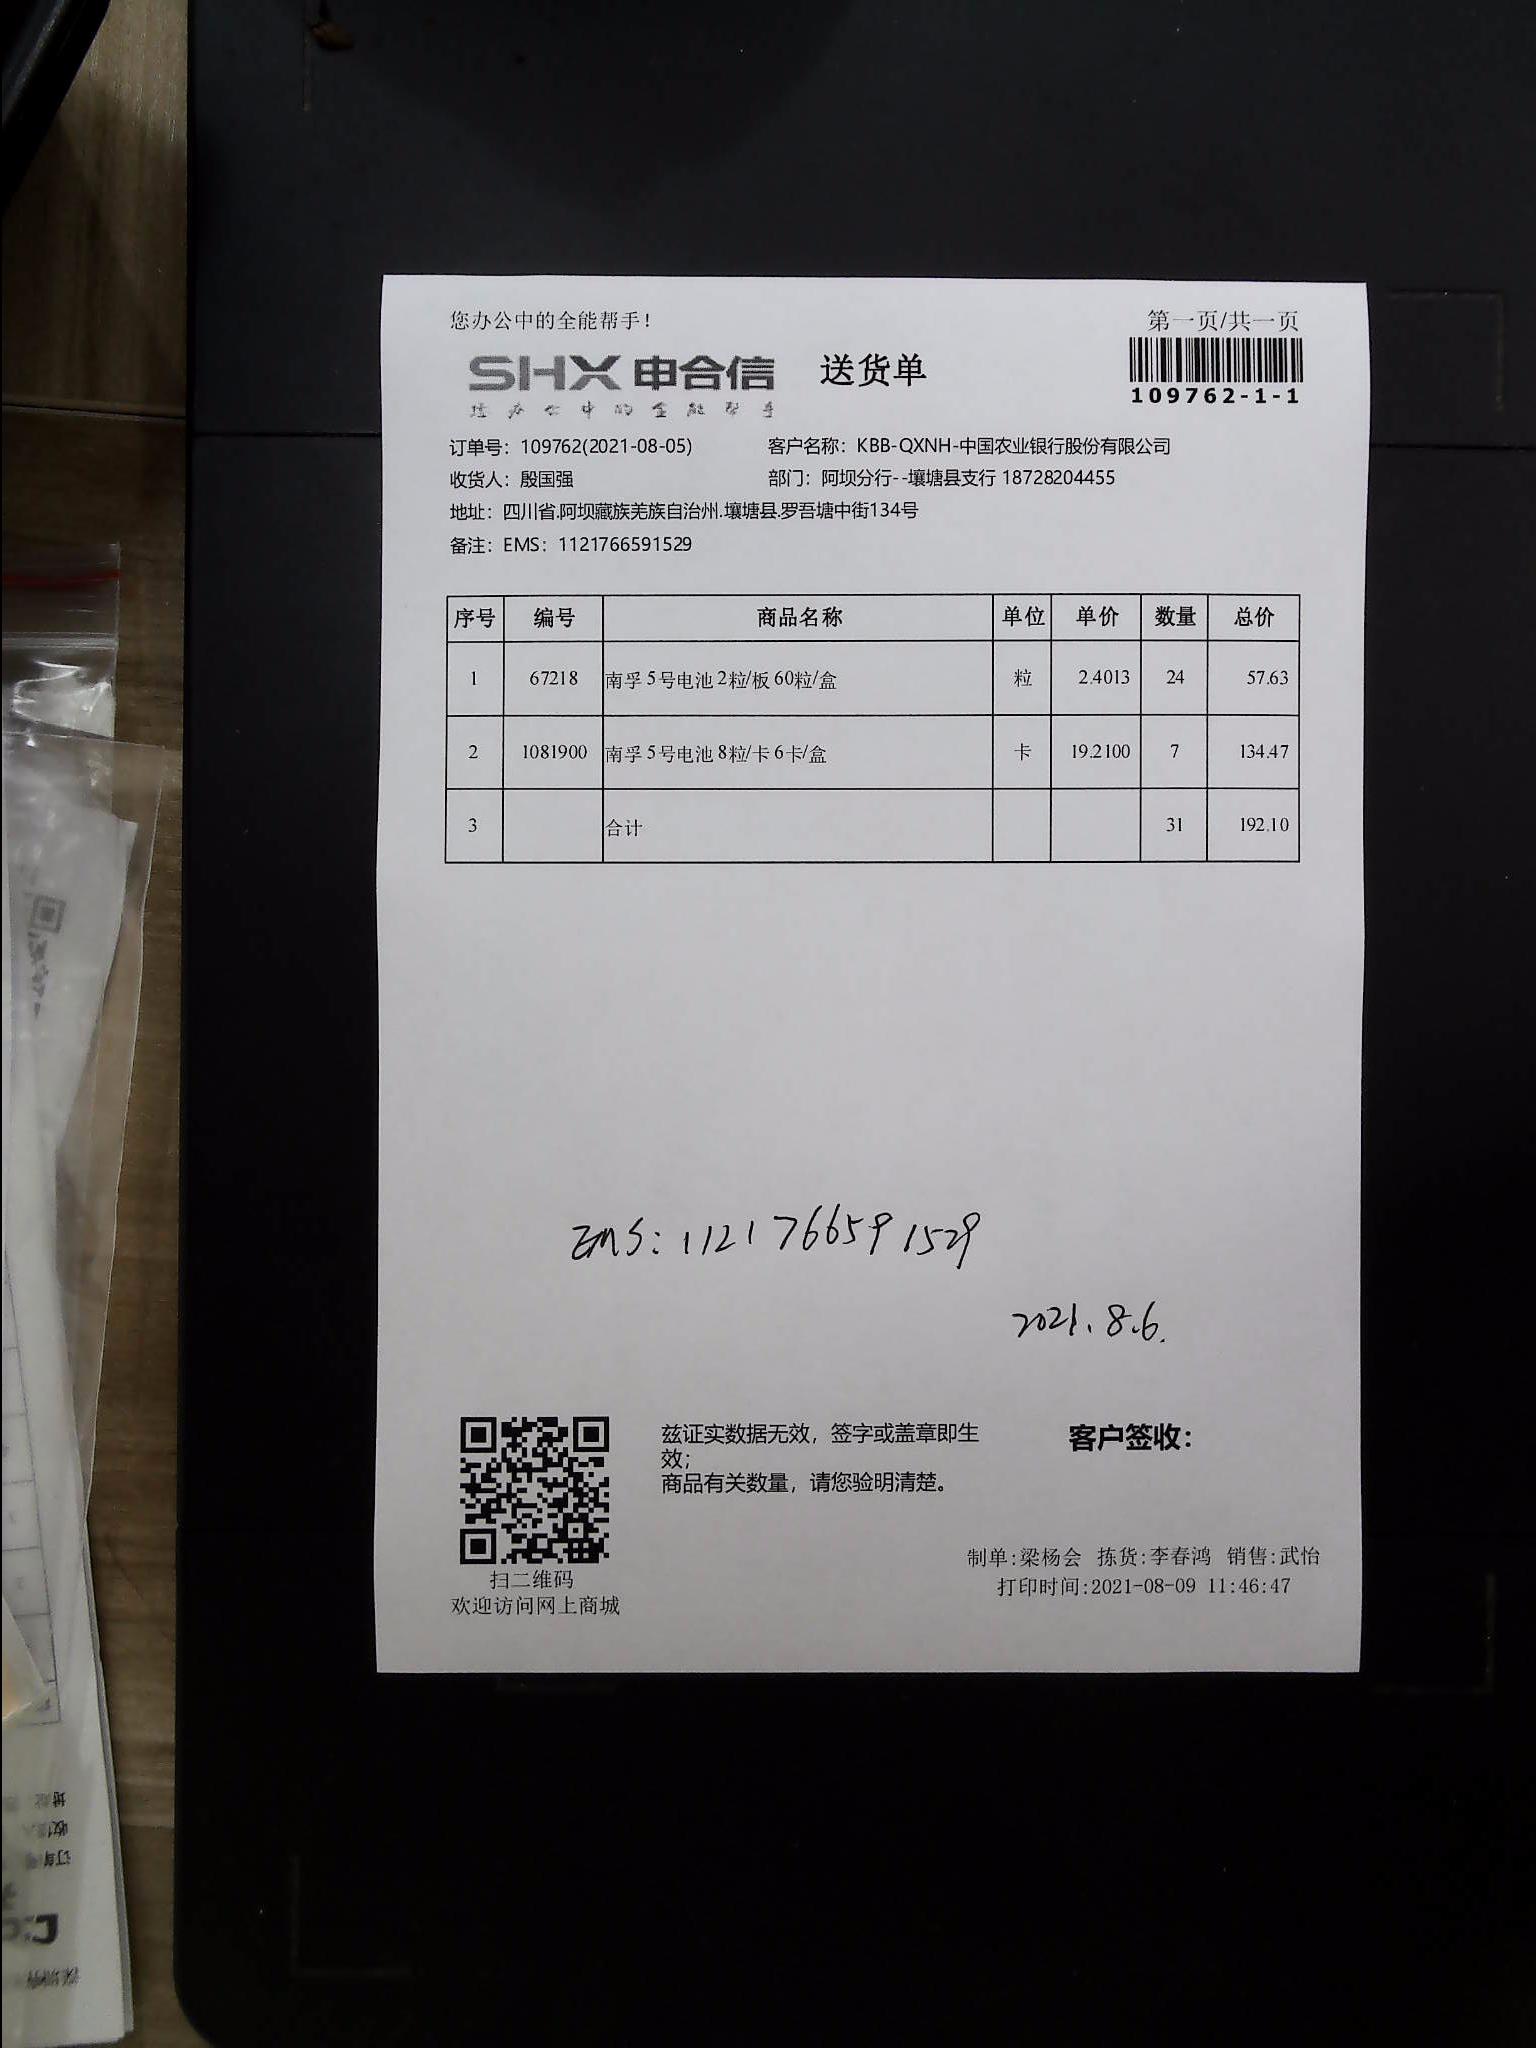 您办公中的全能帮手！
第一页/共一页
SHX 申合信 送货单
您办公中的全能帮手
109762-1-1
订单号：109762(2021-08-05) 客户名称：KBB-QXNH-中国农业银行股份有限公司
收货人：殷国强 部门：阿坝分行--壤塘县支行 18728204455
地址：四川省.阿坝藏族羌族自治州.壤塘县.罗吾塘中街134号
备注：EMS：1121766591529
序号 编号 商品名称 单位 单价 数量 总价
1 67218 南孚 5号电池 2粒/板 60粒/盒 粒 2.4013 24 57.63
2 1081900 南孚 5号电池 8粒/卡 6卡/盒 卡 19.2100 7 134.47
3 合计 31 192.10
EMS: 1121766591529
2021.8.6.
兹证实数据无效，签字或盖章即生
效；
商品有关数量，请您验明清楚。
客户签收：
扫二维码
欢迎访问网上商城
制单:梁杨会 拣货:李春鸿 销售:武怡
打印时间:2021-08-09 11:46:47